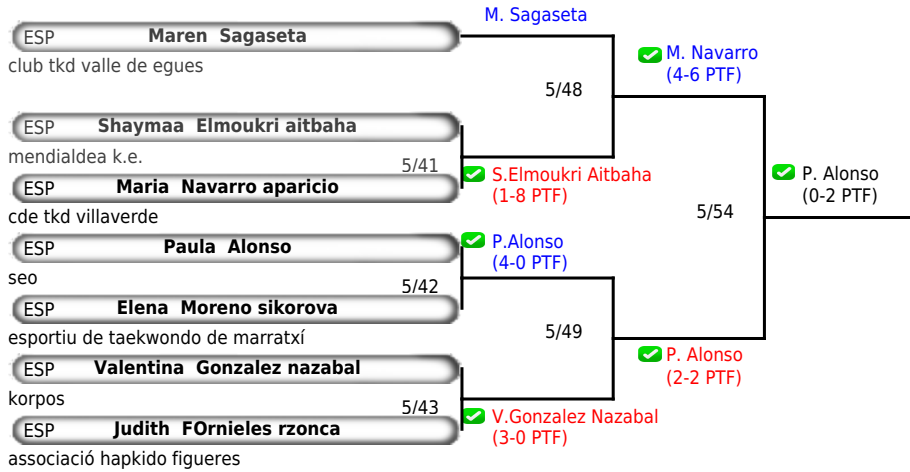 M. Sagaseta
ESP Maren Sagaseta
club tkd valle de egues
M. Navarro
(4-6 PTF)
5/48
ESP Shaymaa Elmoukri aitbaha
mendialdea k.e.
5/41
S.Elmoukri Aitbaha
(1-8 PTF)
ESP Maria Navarro aparicio
cde tkd villaverde
P. Alonso
(0-2 PTF)
5/54
ESP Paula Alonso
seo
P.Alonso
(4-0 PTF)
5/42
ESP Elena Moreno sikorova
esportiu de taekwondo de marratxí
5/49
P. Alonso
(2-2 PTF)
ESP Valentina Gonzalez nazabal
korpos
5/43
V.Gonzalez Nazabal
(3-0 PTF)
ESP Judith FOrnieles rzonca
associació hapkido figueres